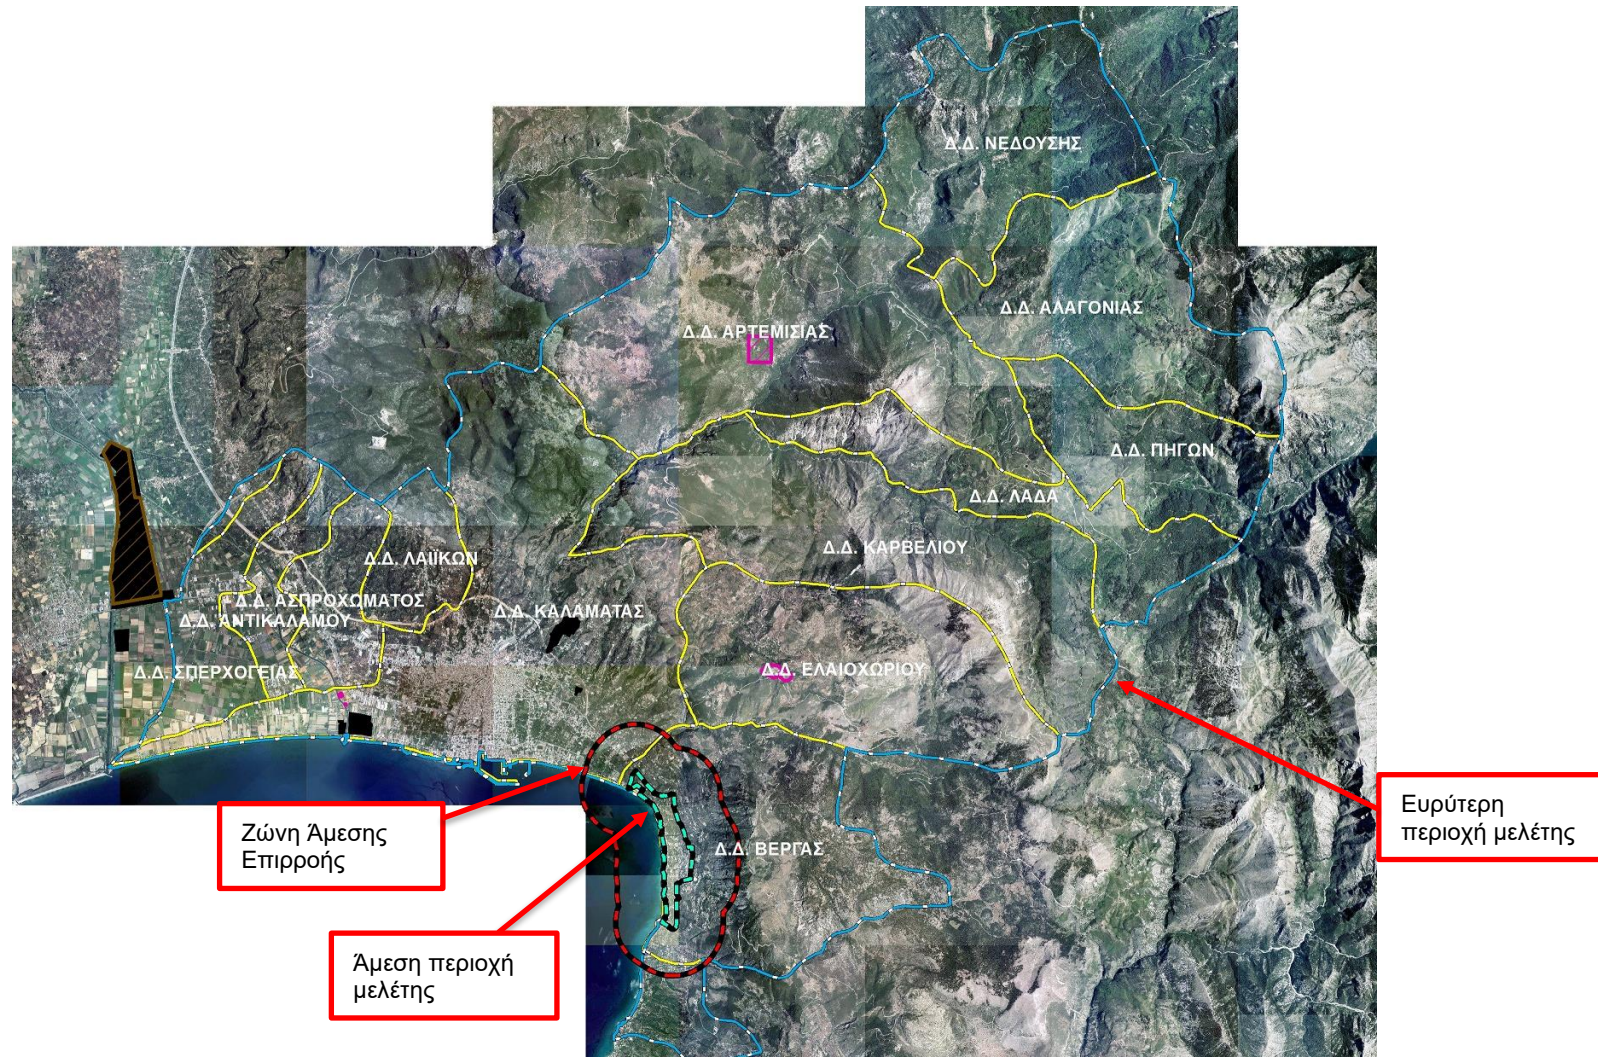 Δ.Δ. ΝΕΔΟΥΣΗΣ
Δ.Δ. ΑΛΑΓΟΝΙΑΣ
Δ.Δ. ΑΡΤΕΜΙΣΙΑΣ
Δ.Δ. ΠΗΓΩΝ
Δ.Δ. ΛΑΔΑ
Δ.Δ. ΚΑΡΒΕΛΙΟΥ
Δ.Δ. ΛΑΪΚΩΝ
Δ.Δ. ΑΣΠΡΟΧΩΜΑΤΟΣ
Δ.Δ. ΑΝΤΙΚΑΛΑΜΟΥ
Δ.Δ. ΚΑΛΑΜΑΤΑΣ
Δ.Δ. ΣΠΕΡΧΟΓΕΙΑΣ
Δ.Δ. ΕΛΑΙΟΧΩΡΙΟΥ
Δ.Δ. ΒΕΡΓΑΣ
Ευρύτερη
περιοχή μελέτης
Ζώνη Άμεσης
Επιρροής
Άμεση περιοχή
μελέτης